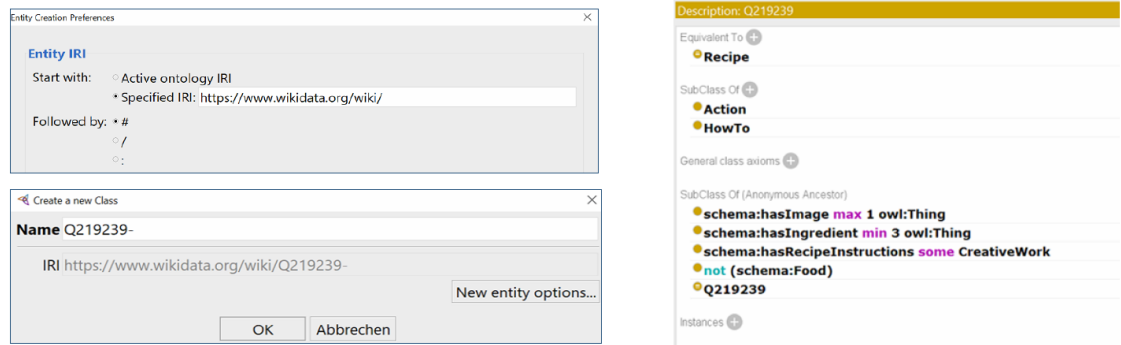 Entity Creation Preferences
Entity IRI
Start with: Active ontology IRI
Specified IRI: https://www.wikidata.org/wiki/
Followed by: #
/
:
Create a new Class
Name Q219239-
IRI https://www.wikidata.org/wiki/Q219239-
New entity options...
OK Abbrechen
Description: Q219239
Equivalent To
Recipe
SubClass Of
Action
HowTo
General class axioms
SubClass Of (Anonymous Ancestor)
schema:hasImage max 1 owl:Thing
schema:hasIngredient min 3 owl:Thing
schema:hasRecipeInstructions some CreativeWork
not (schema:Food)
Q219239
Instances